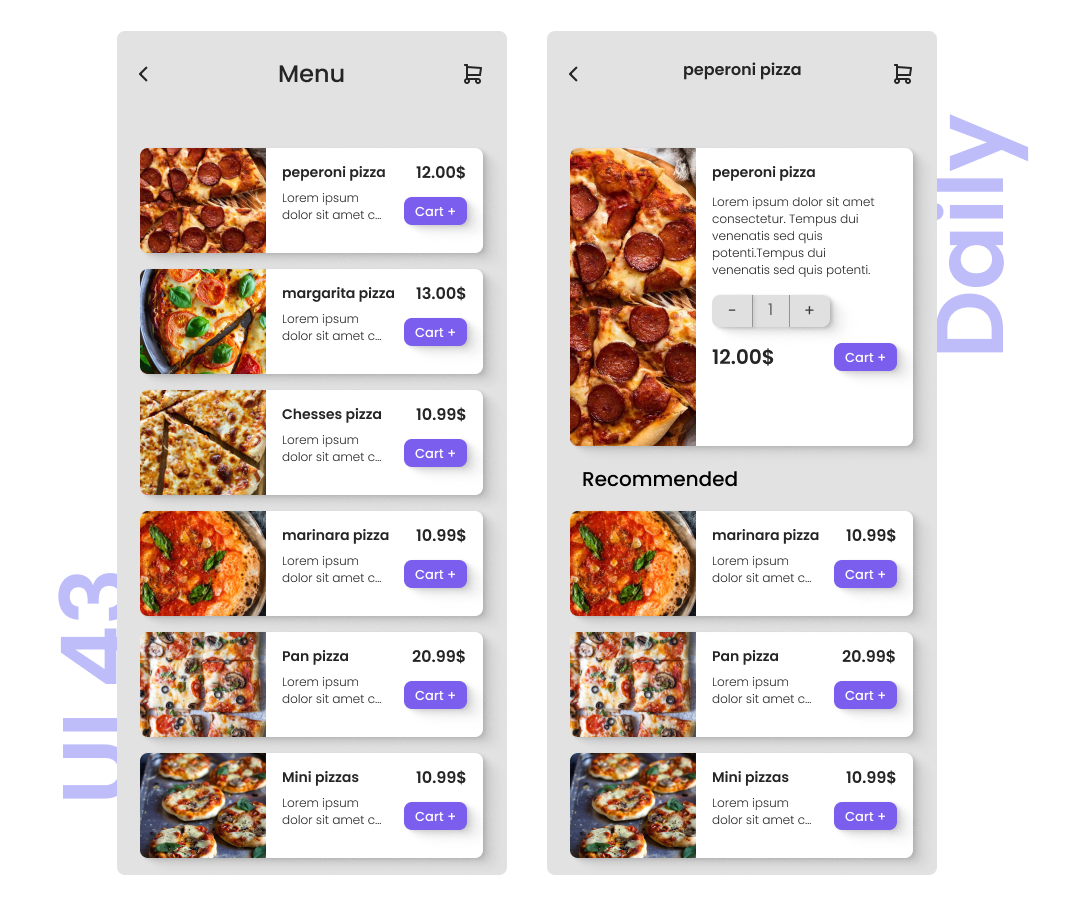 Menu
peperoni pizza 12.00$
Lorem ipsum
dolor sit amet c... Cart +
margarita pizza 13.00$
Lorem ipsum
dolor sit amet c... Cart +
Chesses pizza 10.99$
Lorem ipsum
dolor sit amet c... Cart +
marinara pizza 10.99$
Lorem ipsum
dolor sit amet c... Cart +
Pan pizza 20.99$
Lorem ipsum
dolor sit amet c... Cart +
Mini pizzas 10.99$
Lorem ipsum
dolor sit amet c... Cart +
peperoni pizza
peperoni pizza
Lorem ipsum dolor sit amet
consectetur. Tempus dui
venenatis sed quis
potenti.Tempus dui
venenatis sed quis potenti.
- 1 +
12.00$ Cart +
Recommended
marinara pizza 10.99$
Lorem ipsum
dolor sit amet c... Cart +
Pan pizza 20.99$
Lorem ipsum
dolor sit amet c... Cart +
Mini pizzas 10.99$
Lorem ipsum
dolor sit amet c... Cart +
Daily
UI 43